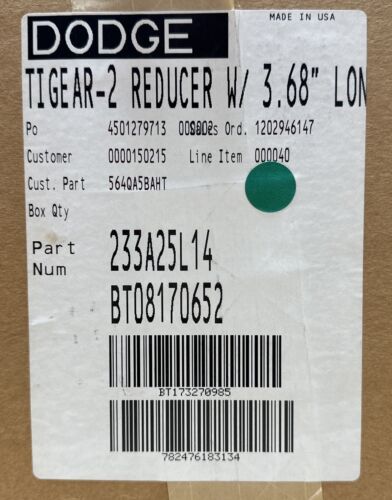 MADE IN USA
DODGE
TIGEAR-2 REDUCER W/ 3.68" LON
Po 4501279713 000802 Sales Ord. 1202946147
Customer 0000150215 Line Item 000040
Cust. Part 564QA5BAHT
Box Qty
Part Num 233A25L14
BT08170652
BT173270985
782476183134